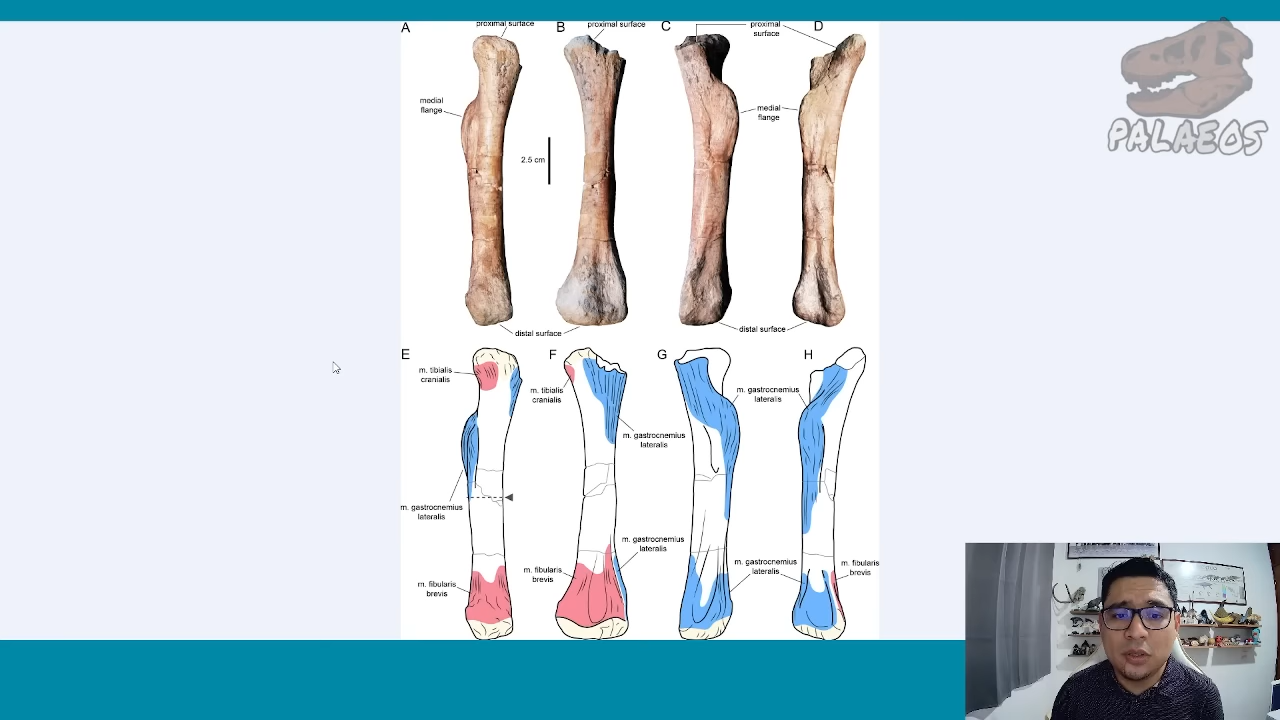 A
proximal surface
B
proximal surface
C
proximal
surface
D
medial
flange
2.5 cm
medial
flange
distal surface
distal surface
PALAEOS
E
F
G
H
m. tibialis
cranialis
m. tibialis
cranialis
m. gastrocnemius
lateralis
m. gastrocnemius
lateralis
m. gastrocnemius
lateralis
m. gastrocnemius
lateralis
m. gastrocnemius
lateralis
m. fibularis
brevis
m. fibularis
brevis
m. fibularis
brevis